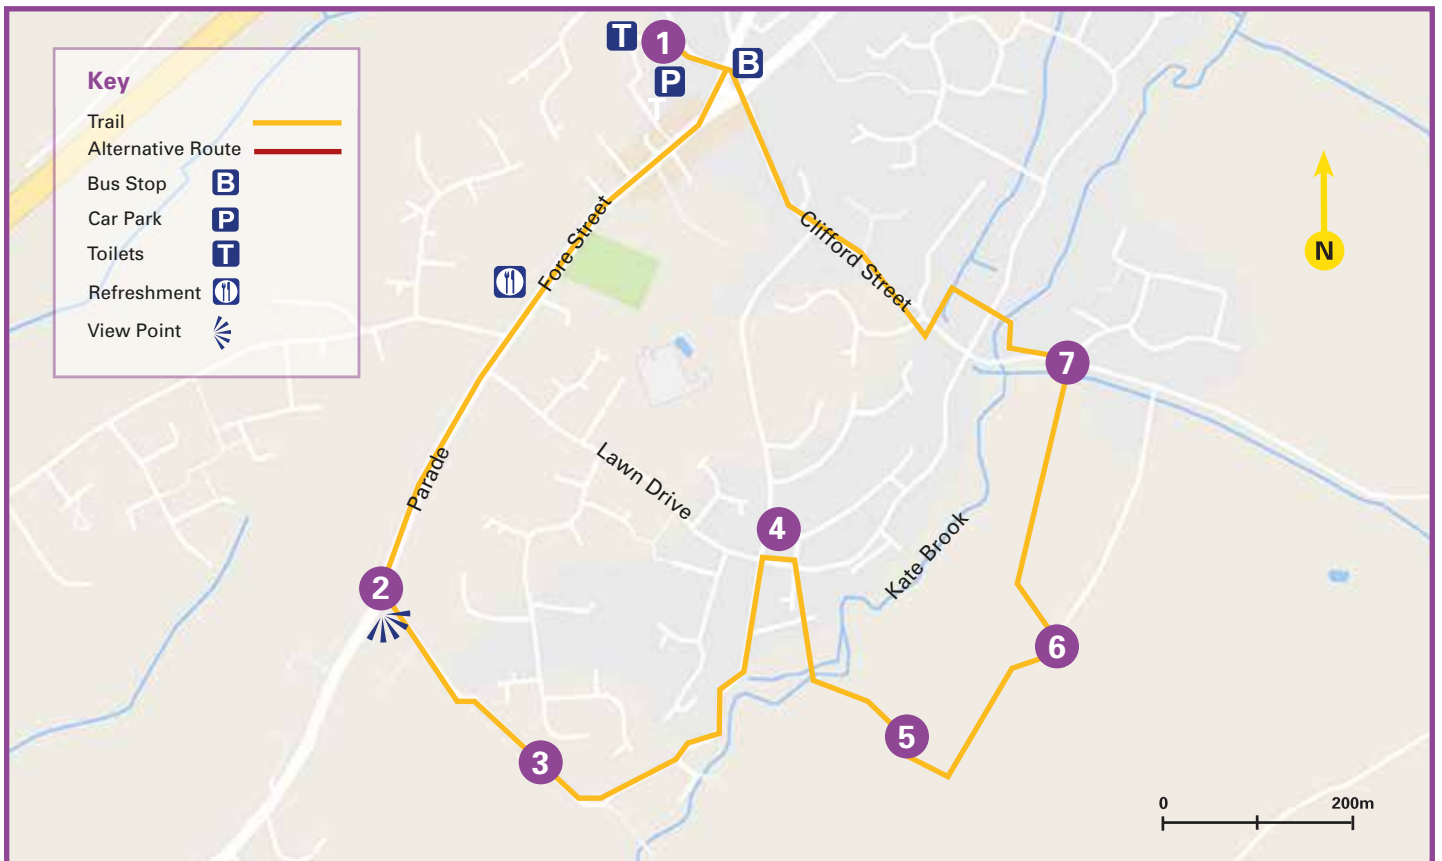 Key
Trail
Alternative Route
Bus Stop B
Car Park P
Toilets T
Refreshment
View Point
T
1
P
B
Fore Street
Clifford Street
N
7
Parade
Lawn Drive
4
Kate Brook
2
6
5
3
0 200m